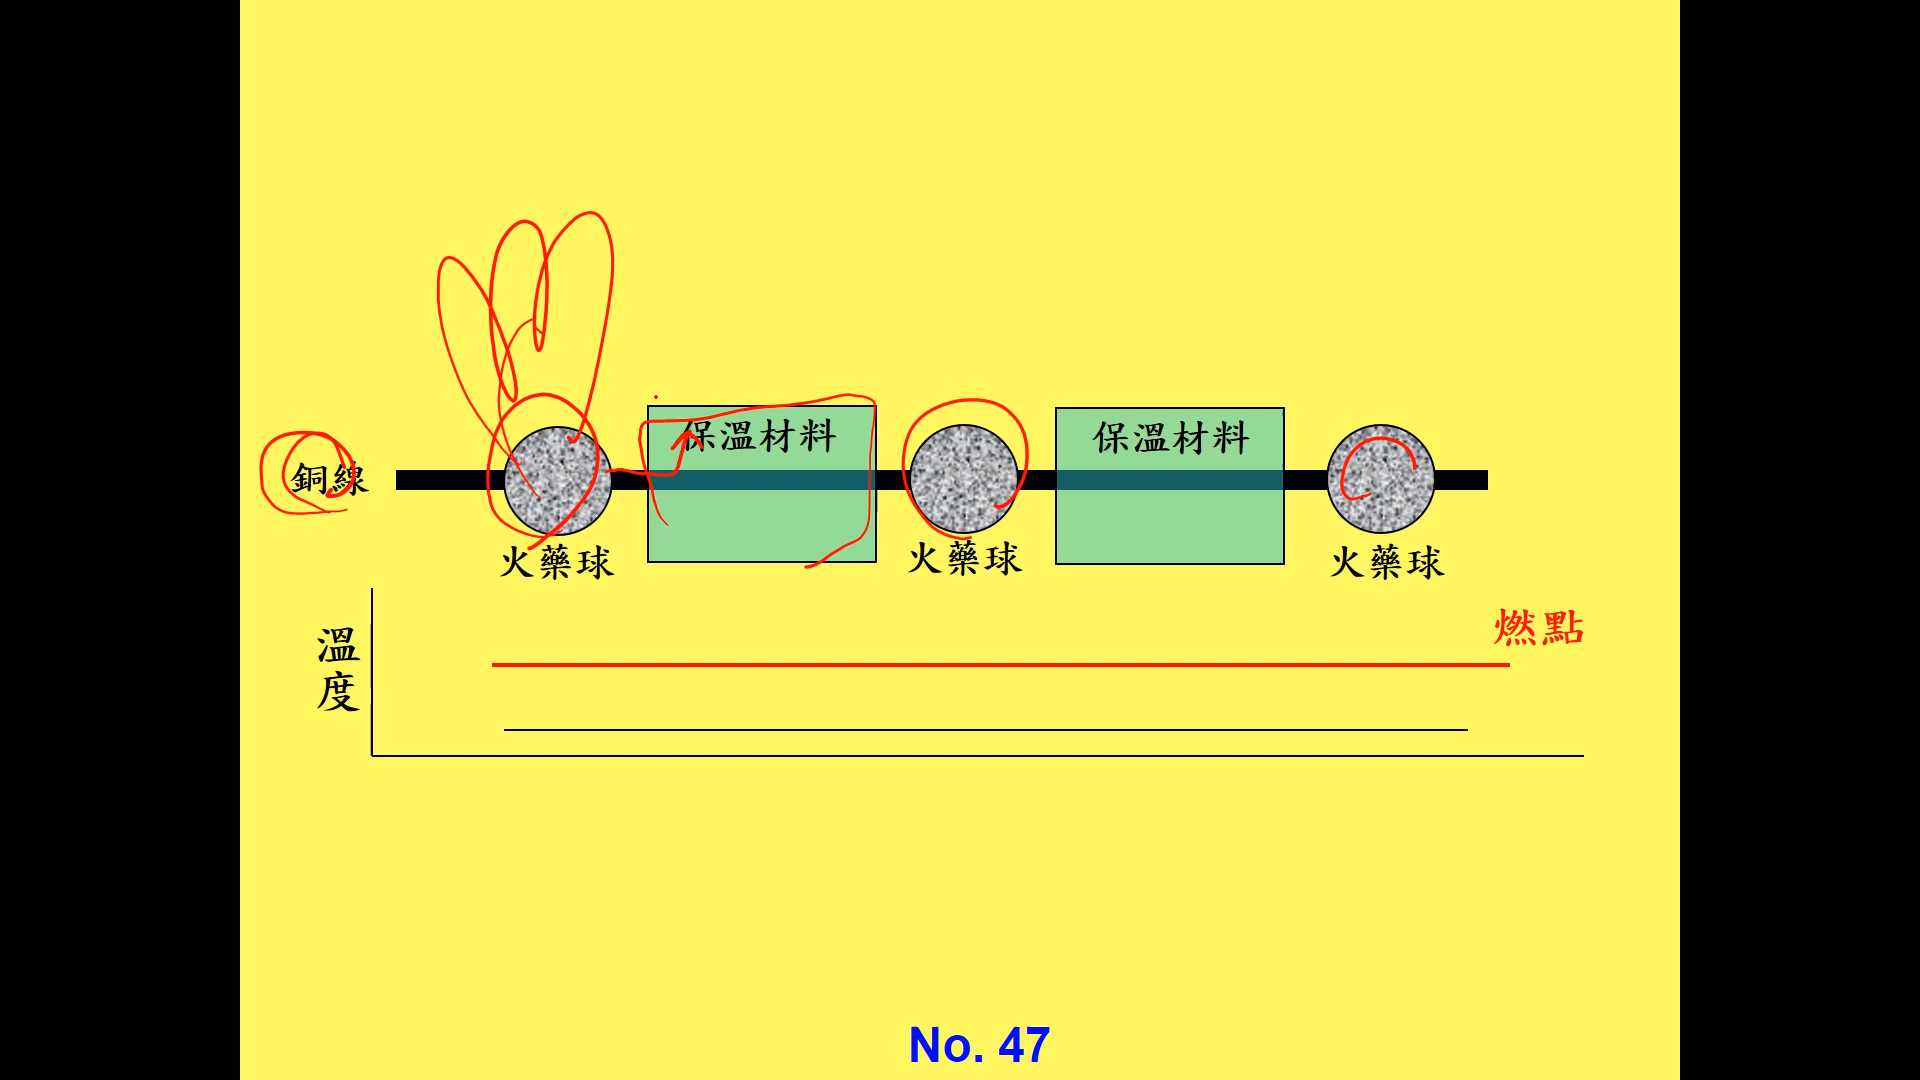 保溫材料
保溫材料
銅線
火藥球
火藥球
火藥球
溫度
燃點
No. 47